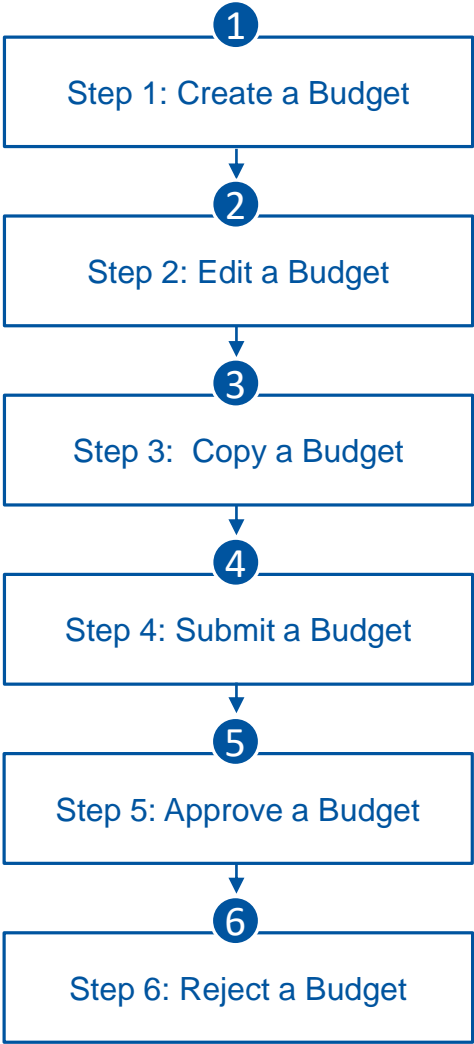 1
Step 1: Create a Budget
2
Step 2: Edit a Budget
3
Step 3:  Copy a Budget
4
Step 4: Submit a Budget
5
Step 5: Approve a Budget
6
Step 6: Reject a Budget